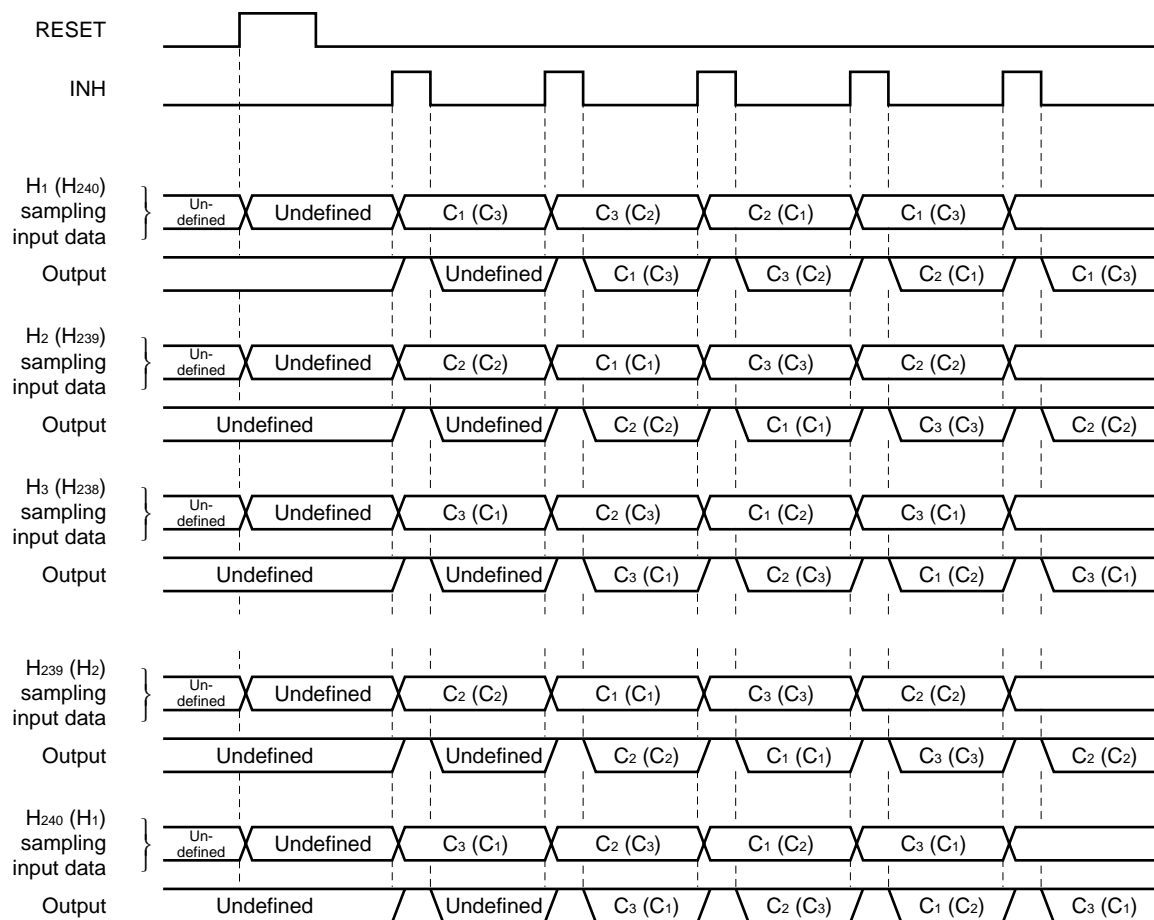 RESET
INH
H1 (H240)
sampling
input data
Un-
defined
Undefined
C1 (C3)
C3 (C2)
C2 (C1)
C1 (C3)
Output
Undefined
C1 (C3)
C3 (C2)
C2 (C1)
C1 (C3)
H2 (H239)
sampling
input data
Un-
defined
Undefined
C2 (C2)
C1 (C1)
C3 (C3)
C2 (C2)
Output
Undefined
Undefined
C2 (C2)
C1 (C1)
C3 (C3)
C2 (C2)
H3 (H238)
sampling
input data
Un-
defined
Undefined
C3 (C1)
C2 (C3)
C1 (C2)
C3 (C1)
Output
Undefined
Undefined
C3 (C1)
C2 (C3)
C1 (C2)
C3 (C1)
H239 (H2)
sampling
input data
Un-
defined
Undefined
C2 (C2)
C1 (C1)
C3 (C3)
C2 (C2)
Output
Undefined
Undefined
C2 (C2)
C1 (C1)
C3 (C3)
C2 (C2)
H240 (H1)
sampling
input data
Un-
defined
Undefined
C3 (C1)
C2 (C3)
C1 (C2)
C3 (C1)
Output
Undefined
Undefined
C3 (C1)
C2 (C3)
C1 (C2)
C3 (C1)